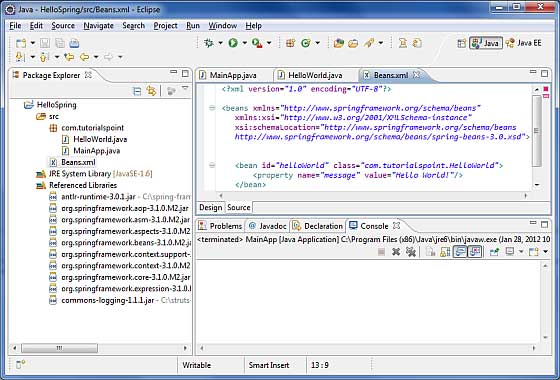 Java - HelloSpring/src/Beans.xml - Eclipse
File Edit Source Navigate Search Project Run Window Help
Java Java EE
Package Explorer
HelloSpring
src
com.tutorialspoint
HelloWorld.java
MainApp.java
Beans.xml
JRE System Library [JavaSE-1.6]
Referenced Libraries
antlr-runtime-3.0.1.jar - C:\spring-fram
org.springframework.aop-3.1.0.M2.jar
org.springframework.asm-3.1.0.M2.jar
org.springframework.aspects-3.1.0.M2
org.springframework.beans-3.1.0.M2.j
org.springframework.context.support-
org.springframework.context-3.1.0.M2
org.springframework.core-3.1.0.M2.jar
org.springframework.expression-3.1.0
commons-logging-1.1.1.jar - C:\struts-
MainApp.java HelloWorld.java Beans.xml
<?xml version="1.0" encoding="UTF-8"?>
<beans xmlns="http://www.springframework.org/schema/beans"
xmlns:xsi="http://www.w3.org/2001/XMLSchema-instance"
xsi:schemaLocation="http://www.springframework.org/schema/beans
http://www.springframework.org/schema/beans/spring-beans-3.0.xsd">
<bean id="helloWorld" class="com.tutorialspoint.HelloWorld">
<property name="message" value="Hello World!"/>
</bean>
Design Source
Problems Javadoc Declaration Console
<terminated> MainApp [Java Application] C:\Program Files (x86)\Java\jre6\bin\javaw.exe (Jan 28, 2012 10
Writable Smart Insert 13 : 9